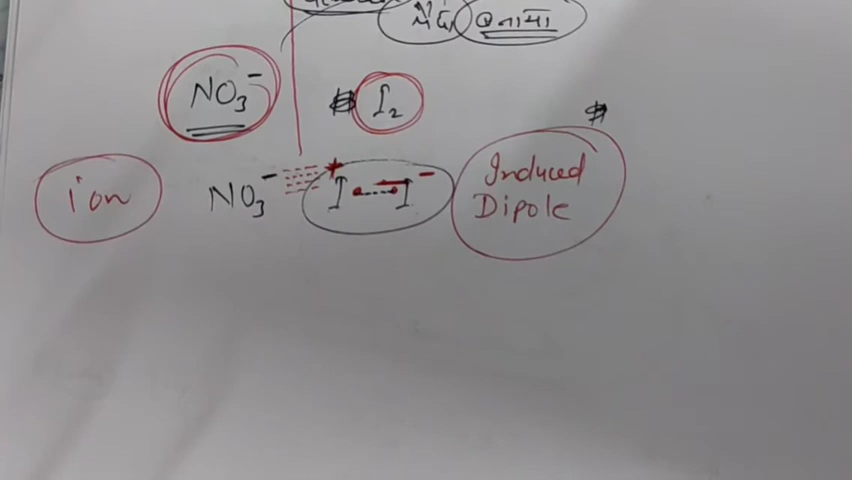 NO₃⁻ I₂
ion NO₃⁻ I I⁻ Induced
Dipole